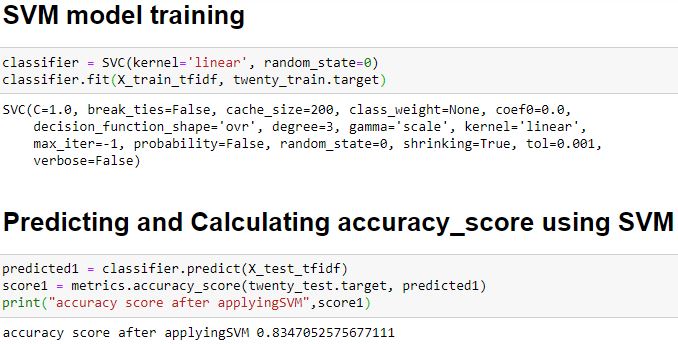 SVM model training
classifier = SVC(kernel='linear', random_state=0)
classifier.fit(X_train_tfidf, twenty_train.target)
SVC(C=1.0, break_ties=False, cache_size=200, class_weight=None, coef0=0.0,
decision_function_shape='ovr', degree=3, gamma='scale', kernel='linear',
max_iter=-1, probability=False, random_state=0, shrinking=True, tol=0.001,
verbose=False)
Predicting and Calculating accuracy_score using SVM
predicted1 = classifier.predict(X_test_tfidf)
score1 = metrics.accuracy_score(twenty_test.target, predicted1)
print("accuracy score after applyingSVM",score1)
accuracy score after applyingSVM 0.8347052575677111